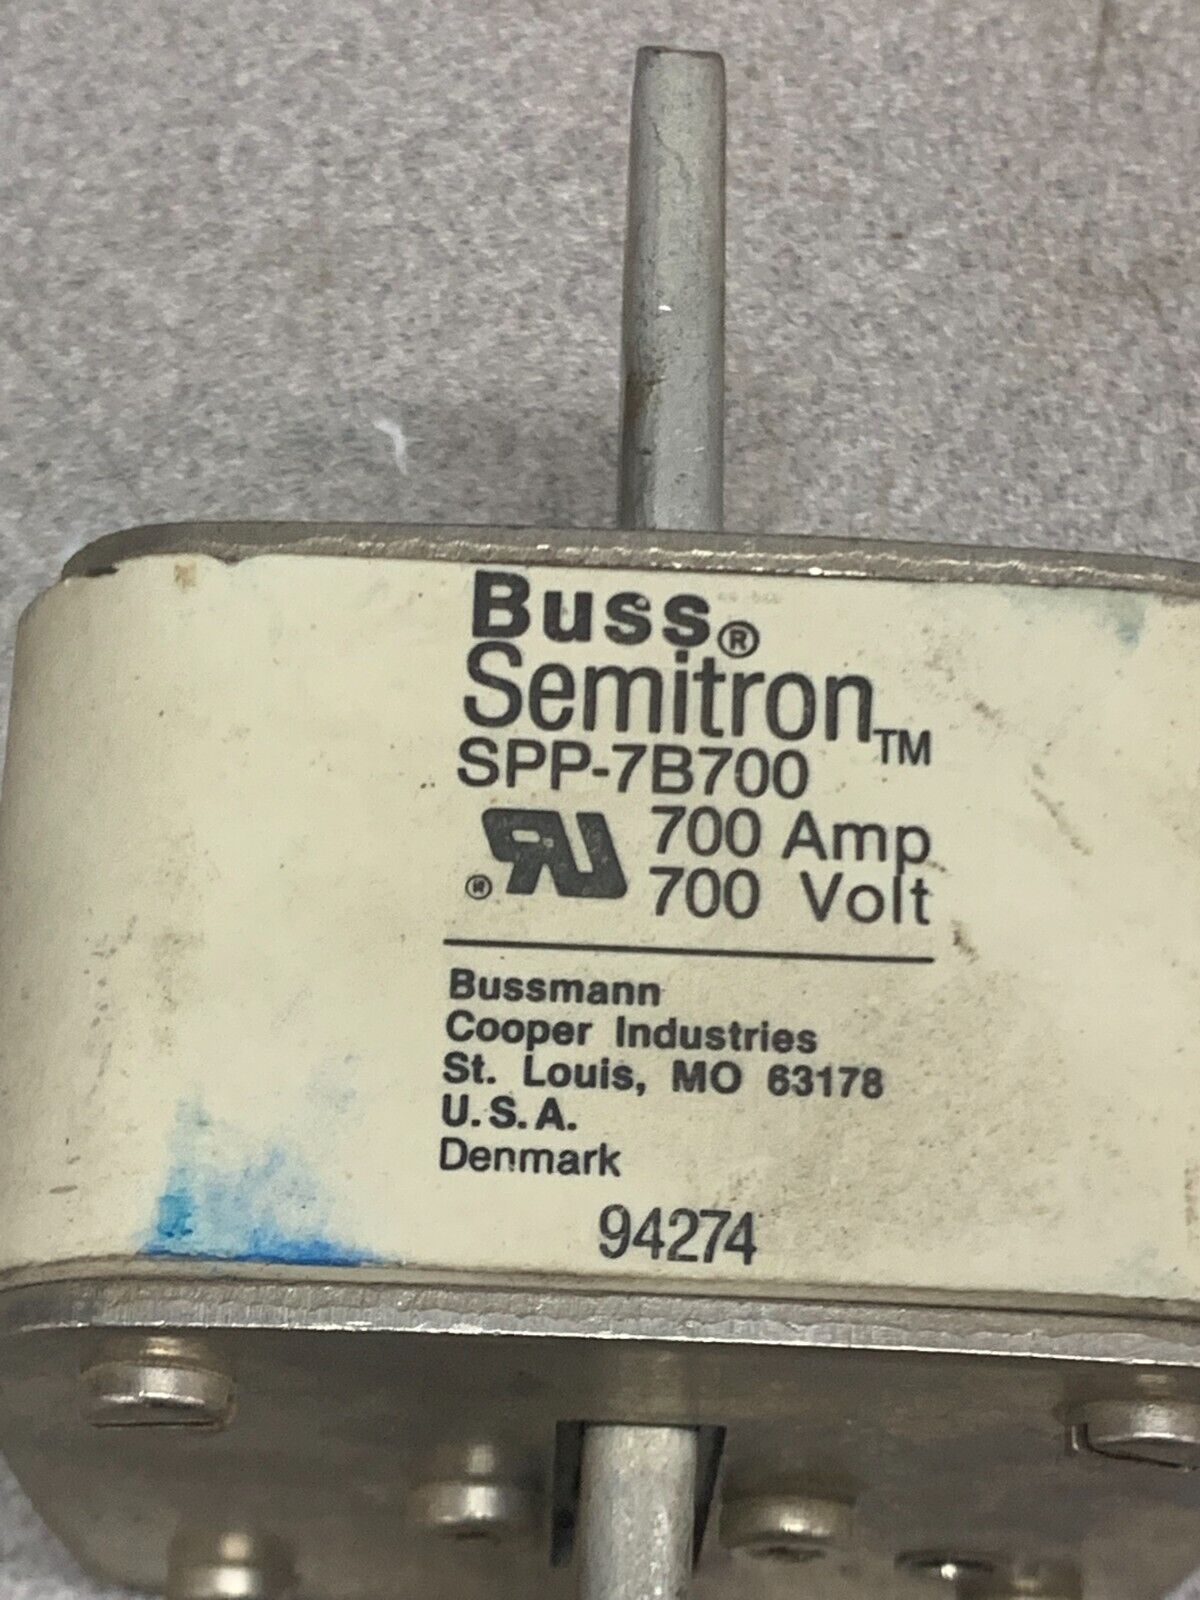 Buss®
Semitron™
SPP-7B700
700 Amp
® 700 Volt
Bussmann
Cooper Industries
St. Louis, MO 63178
U.S.A.
Denmark
94274